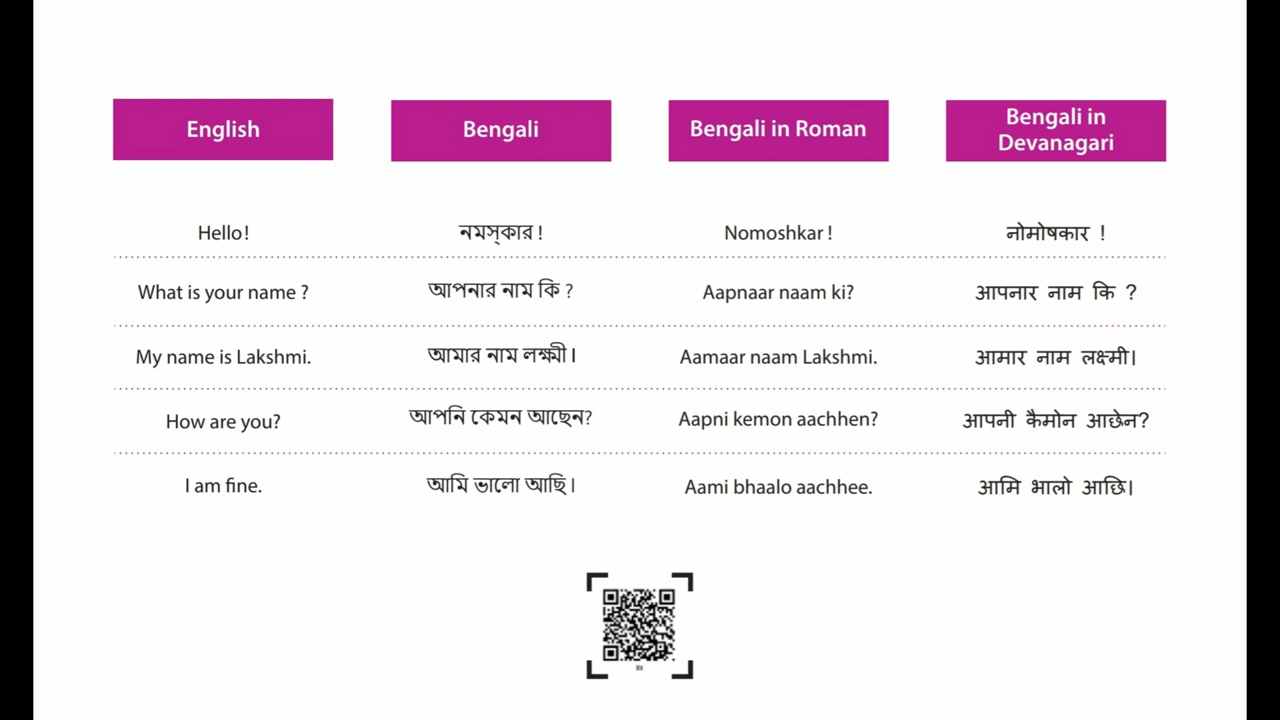 English Bengali Bengali in Roman Bengali in
Devanagari
Hello! নমস্‌কার ! Nomoshkar ! नोमोषकार !
What is your name ? আপনার নাম কি ? Aapnaar naam ki? आपनार नाम कि ?
My name is Lakshmi. আমার নাম লক্ষ্মী। Aamaar naam Lakshmi. आमार नाम लक्ष्मी।
How are you? আপনি কেমন আছেন? Aapni kemon aachhen? आपनी कैमोन आछेन?
I am fine. আমি ভালো আছি। Aami bhaalo aachhee. आमि भालो आछि।